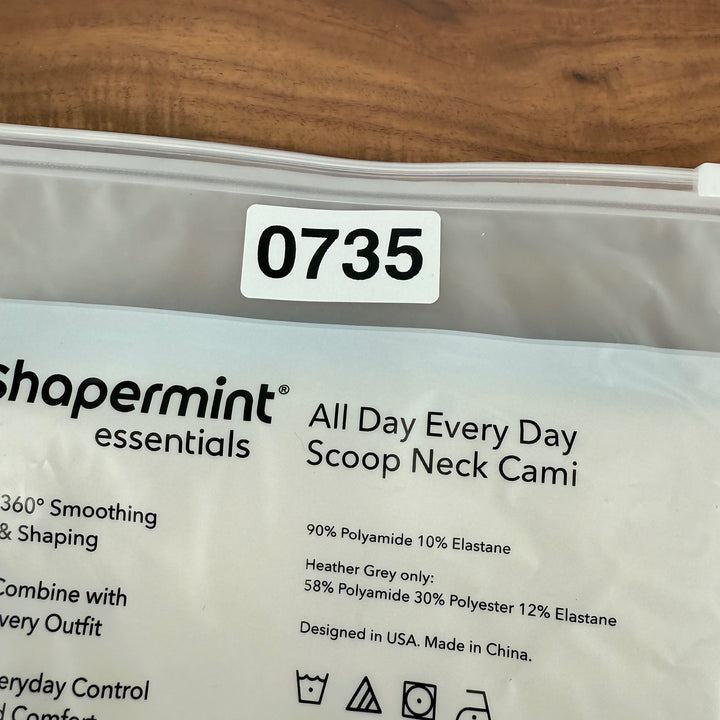 0735
shapermint®
essentials
All Day Every Day
Scoop Neck Cami
360° Smoothing
& Shaping
Combine with
very Outfit
eryday Control
d Comfort
90% Polyamide 10% Elastane
Heather Grey only:
58% Polyamide 30% Polyester 12% Elastane
Designed in USA. Made in China.